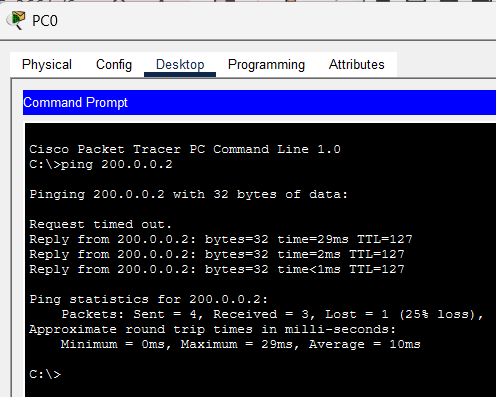 PC0
Physical Config Desktop Programming Attributes
Command Prompt
Cisco Packet Tracer PC Command Line 1.0
C:\>ping 200.0.0.2
Pinging 200.0.0.2 with 32 bytes of data:
Request timed out.
Reply from 200.0.0.2: bytes=32 time=29ms TTL=127
Reply from 200.0.0.2: bytes=32 time=2ms TTL=127
Reply from 200.0.0.2: bytes=32 time<1ms TTL=127
Ping statistics for 200.0.0.2:
Packets: Sent = 4, Received = 3, Lost = 1 (25% loss),
Approximate round trip times in milli-seconds:
Minimum = 0ms, Maximum = 29ms, Average = 10ms
C:\>